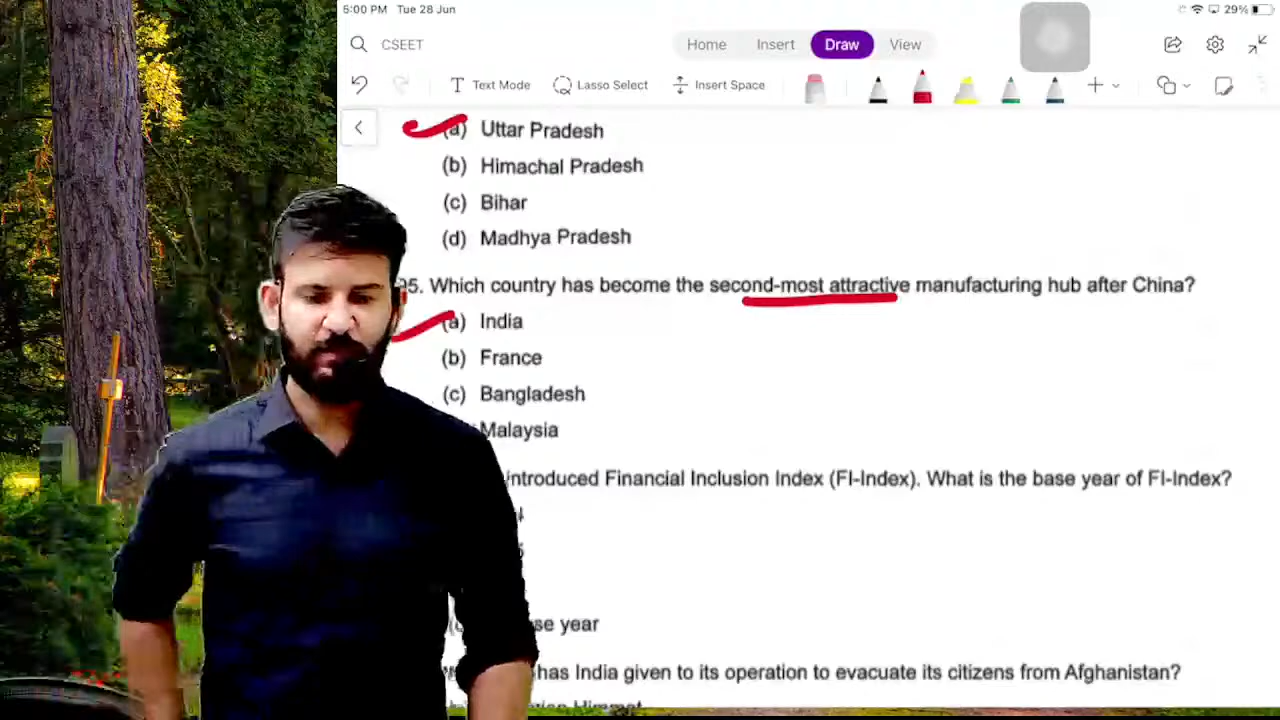 5:00 PM Tue 28 Jun
29%
CSEET
Home Insert Draw View
Text Mode Lasso Select Insert Space
(a) Uttar Pradesh
(b) Himachal Pradesh
(c) Bihar
(d) Madhya Pradesh
95. Which country has become the second-most attractive manufacturing hub after China?
(a) India
(b) France
(c) Bangladesh
Malaysia
introduced Financial Inclusion Index (FI-Index). What is the base year of FI-Index?
se year
has India given to its operation to evacuate its citizens from Afghanistan?
Himmat